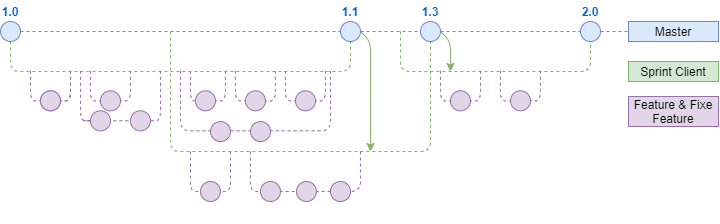 1.0
1.1
1.3
2.0
Master
Sprint Client
Feature & Fixe
Feature